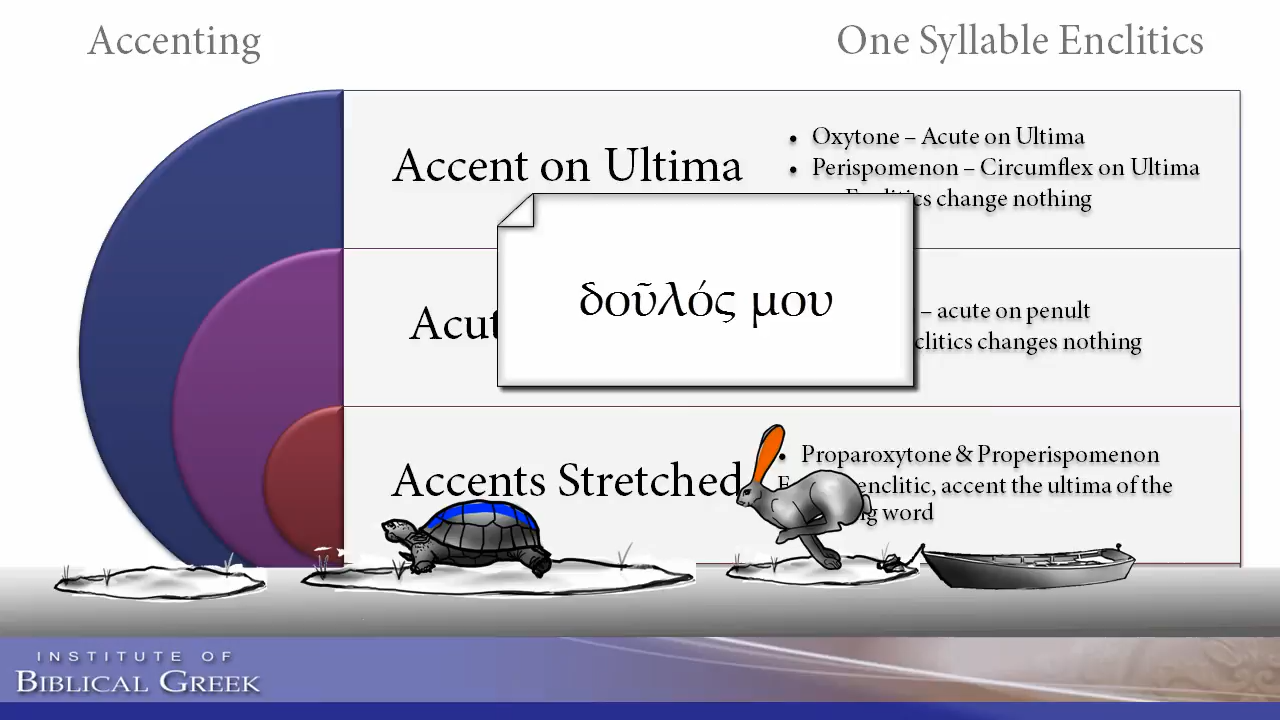 Accenting
One Syllable Enclitics
Accent on Ultima
• Oxytone – Acute on Ultima
• Perispomenon – Circumflex on Ultima
change nothing
δοῦλός μου
– acute on penult
changes nothing
Accents Stretched
• Proparoxytone & Properispomenon
enclitic, accent the ultima of the
word
INSTITUTE OF
BIBLICAL GREEK